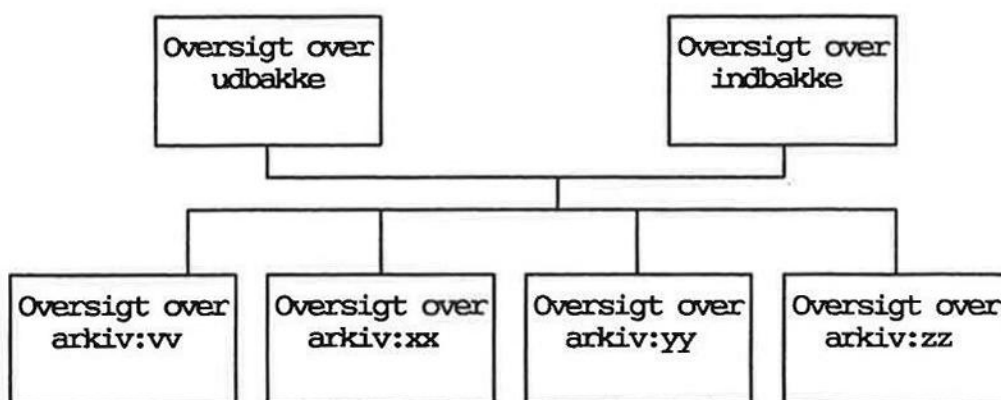 Oversigt over
udbakke
Oversigt over
indbakke
Oversigt over
arkiv:vv
Oversigt over
arkiv:xx
Oversigt over
arkiv:yy
Oversigt over
arkiv:zz